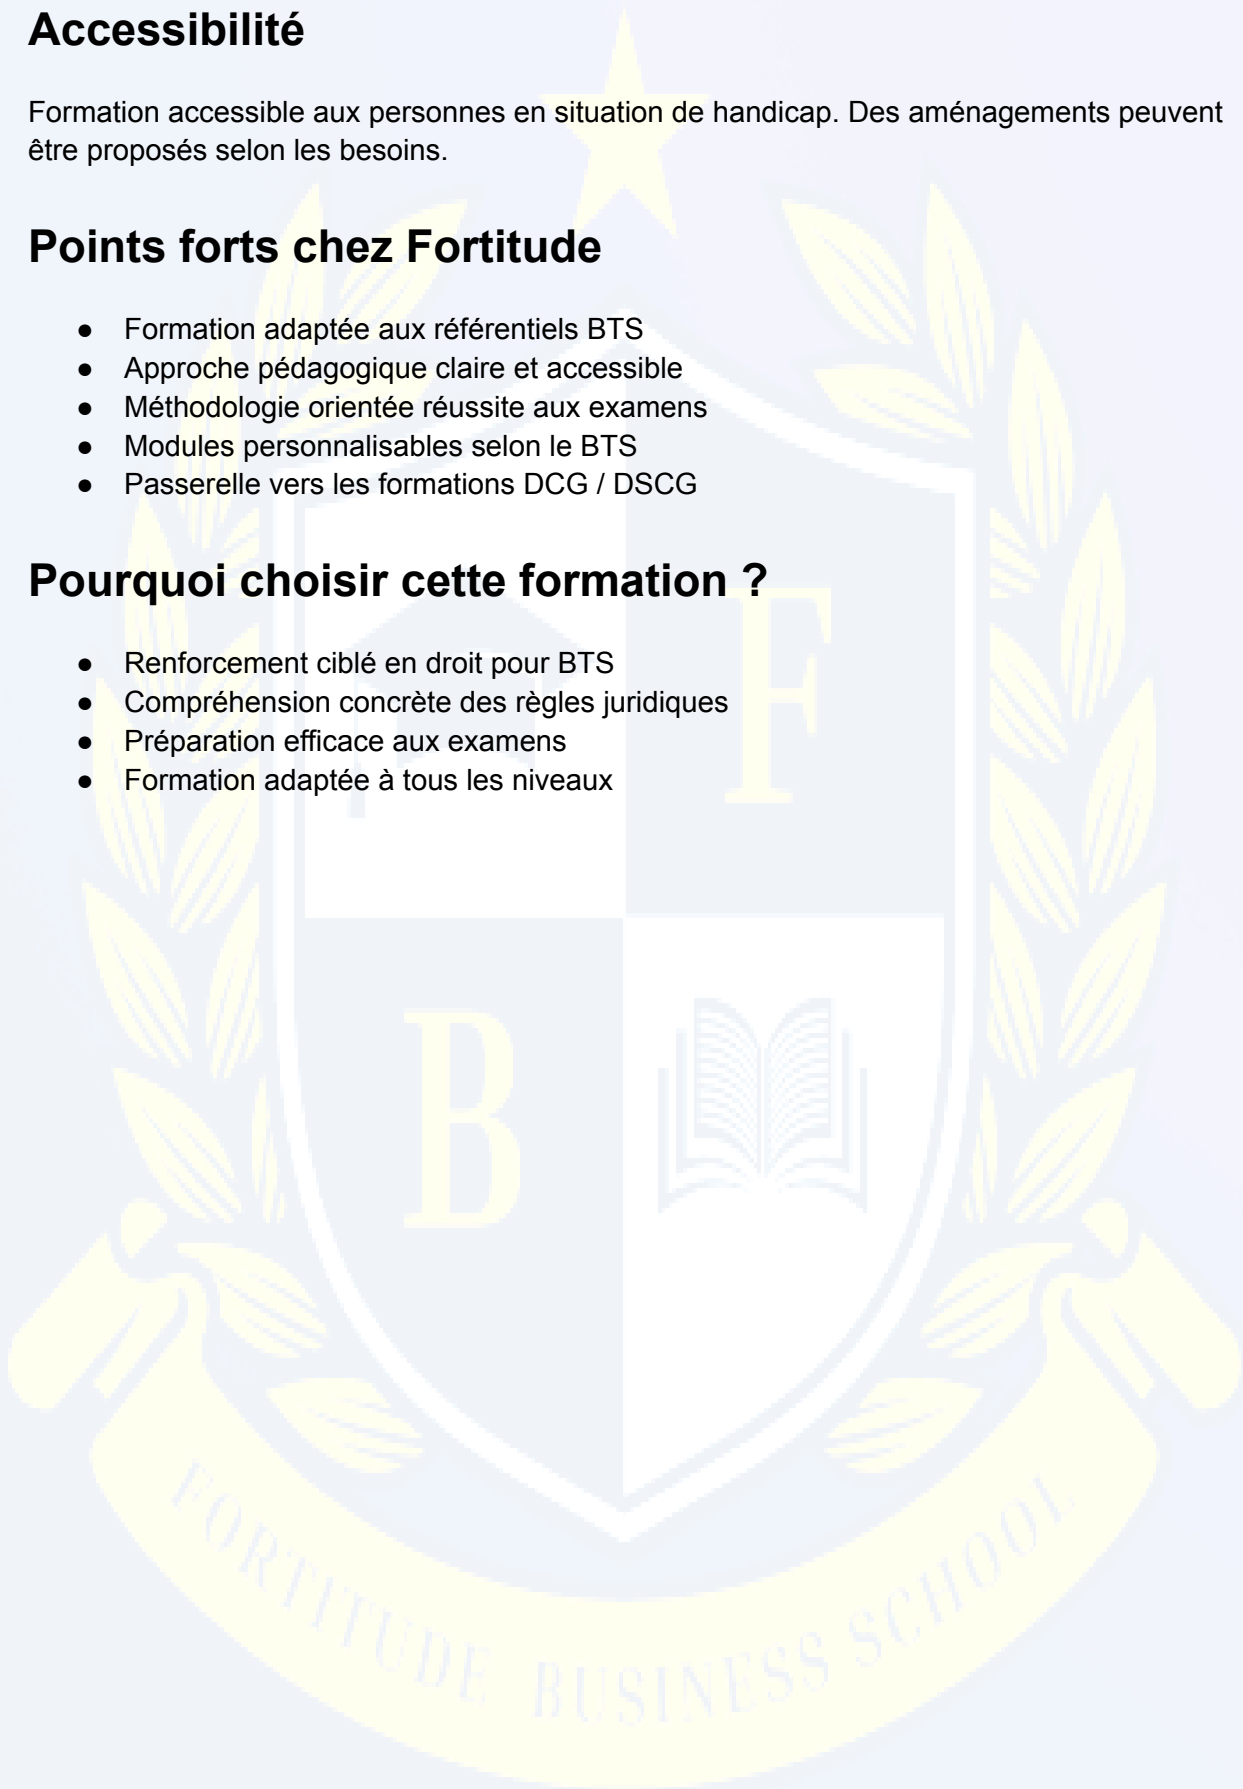 Accessibilité
Formation accessible aux personnes en situation de handicap. Des aménagements peuvent
être proposés selon les besoins.
Points forts chez Fortitude
● Formation adaptée aux référentiels BTS
● Approche pédagogique claire et accessible
● Méthodologie orientée réussite aux examens
● Modules personnalisables selon le BTS
● Passerelle vers les formations DCG / DSCG
Pourquoi choisir cette formation ?
● Renforcement ciblé en droit pour BTS
● Compréhension concrète des règles juridiques
● Préparation efficace aux examens
● Formation adaptée à tous les niveaux
F
B
FORTITUDE BUSINESS SCHOOL